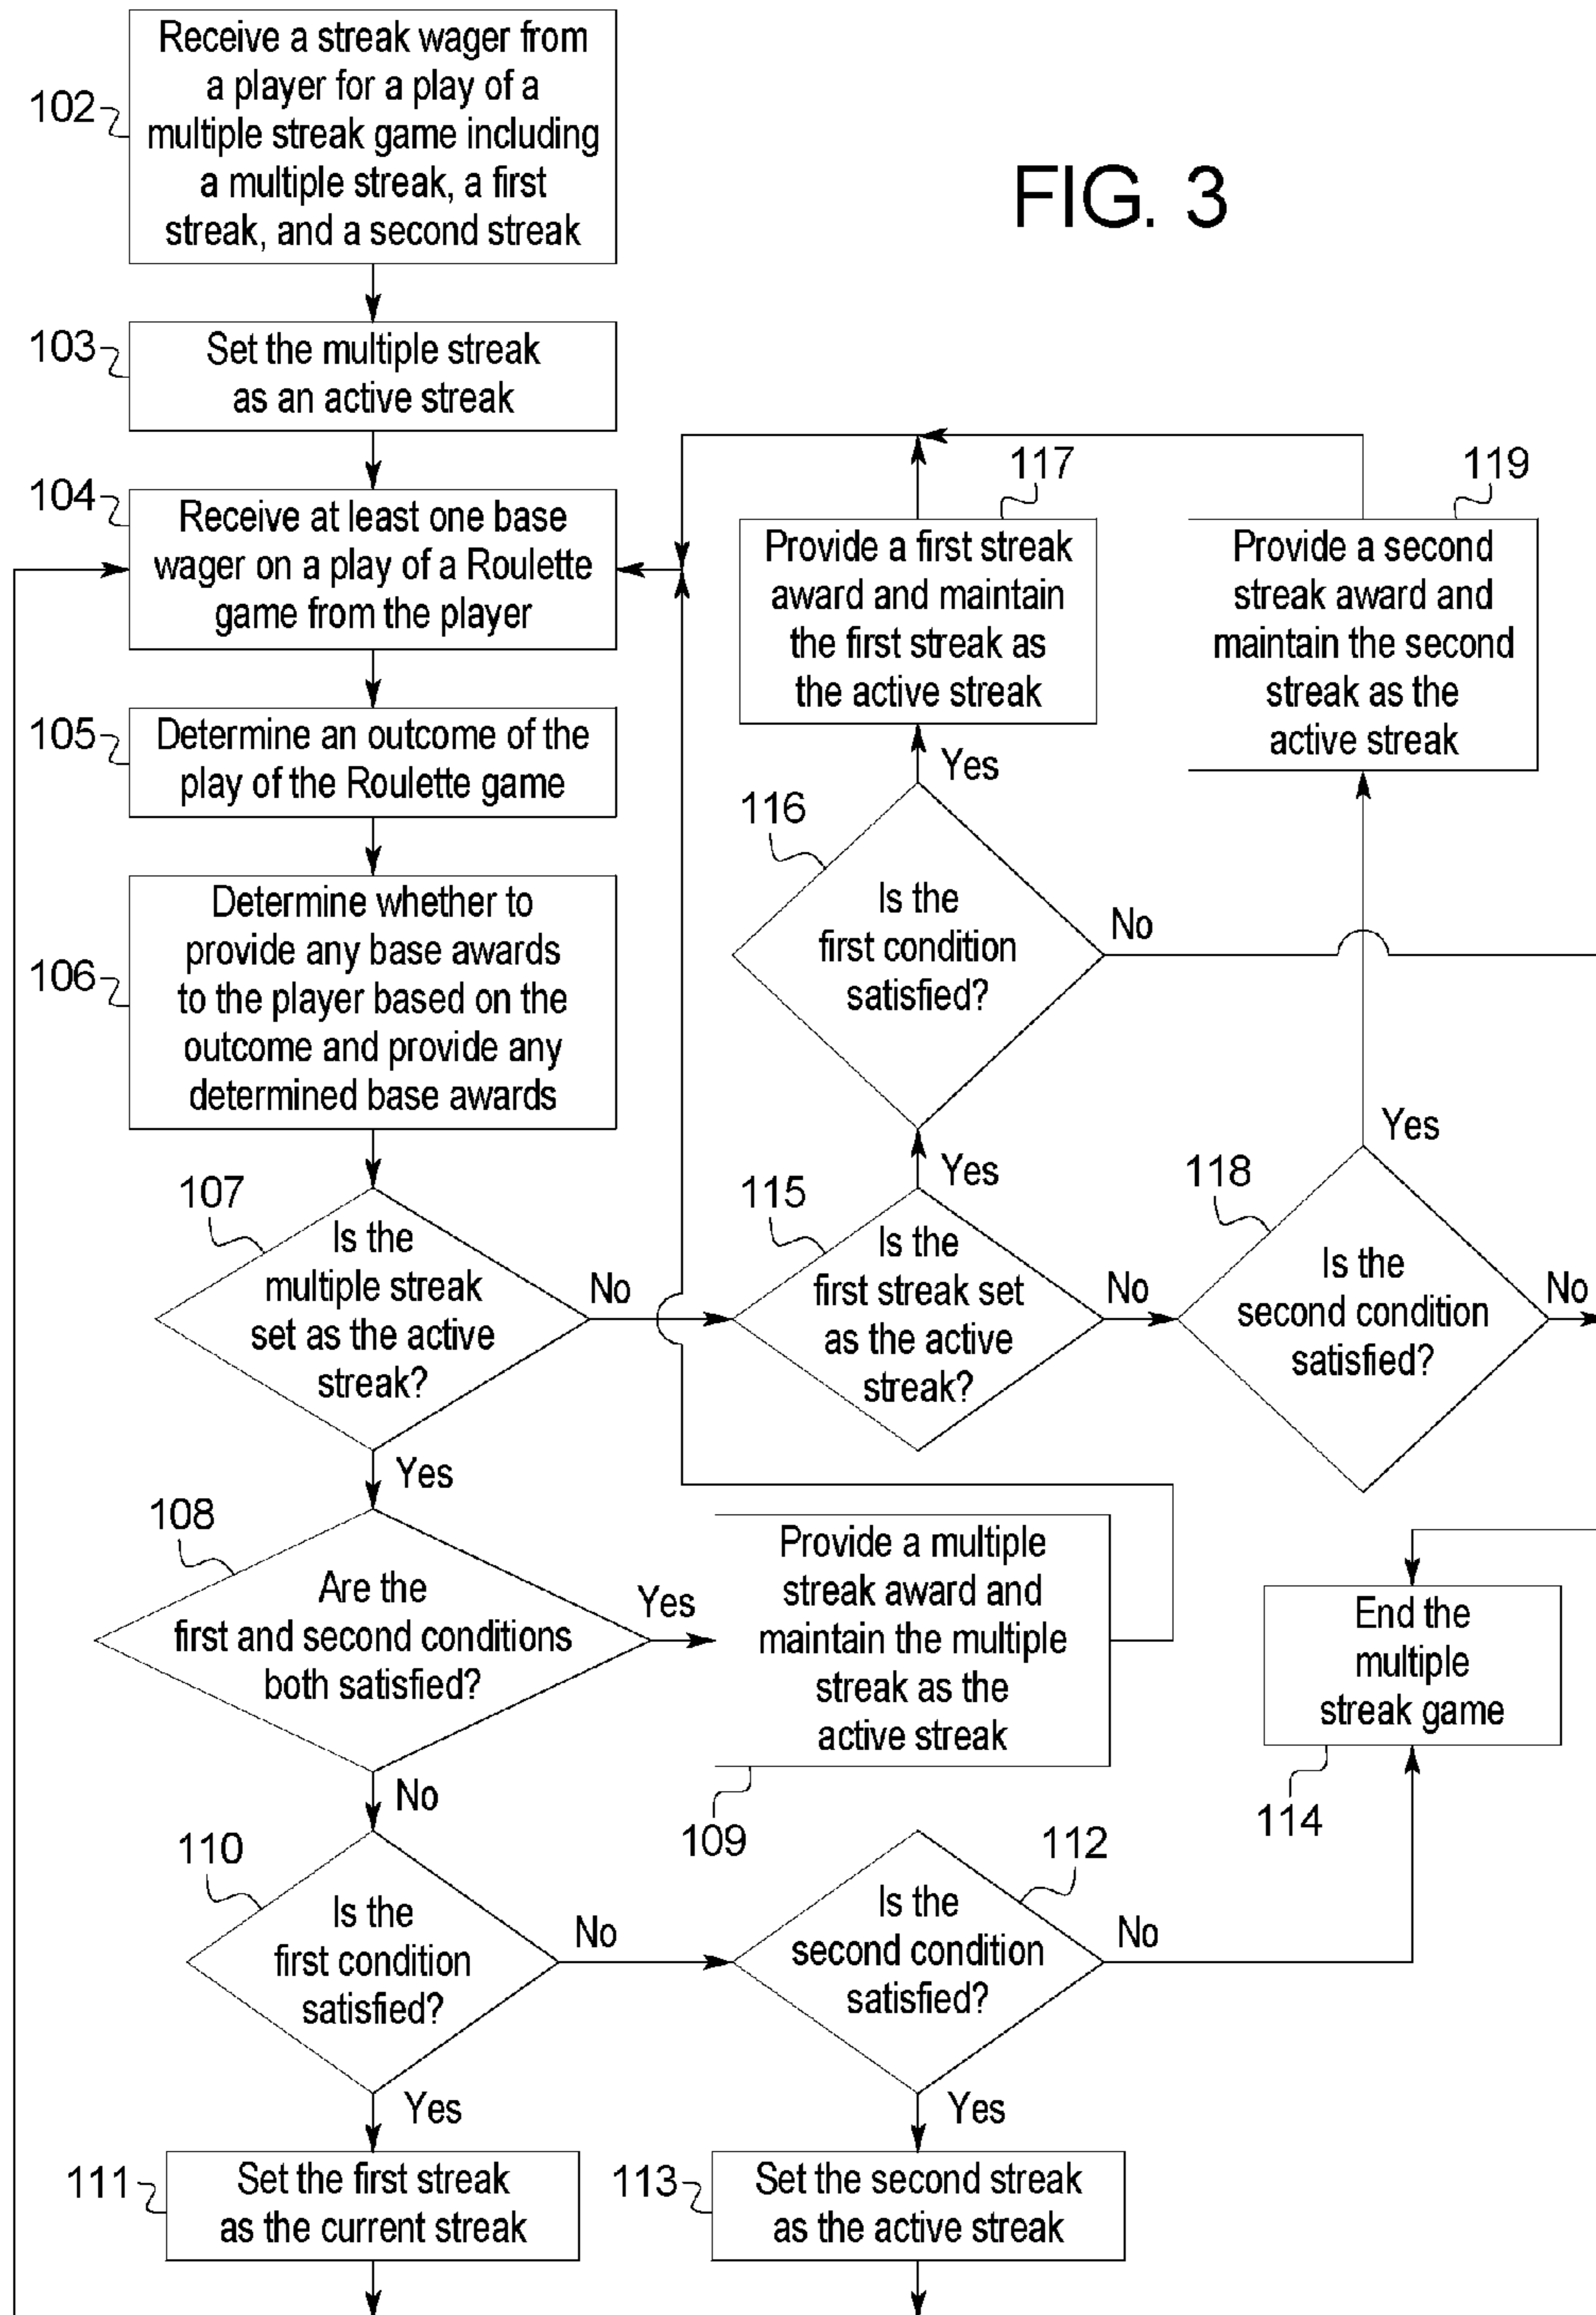 FIG. 3
102
Receive a streak wager from
a player for a play of a
multiple streak game including
a multiple streak, a first
streak, and a second streak
103
Set the multiple streak
as an active streak
104
Receive at least one base
wager on a play of a Roulette
game from the player
105
Determine an outcome of the
play of the Roulette game
106
Determine whether to
provide any base awards
to the player based on the
outcome and provide any
determined base awards
107
Is the
multiple streak
set as the active
streak?
No
Yes
108
Are the
first and second conditions
both satisfied?
Yes
No
Provide a multiple
streak award and
maintain the multiple
streak as the
active streak
109
110
Is the
first condition
satisfied?
No
Yes
111
Set the first streak
as the current streak
112
Is the
second condition
satisfied?
No
Yes
113
Set the second streak
as the active streak
End the
multiple
streak game
114
115
Is the
first streak set
as the active
streak?
Yes
No
116
Is the
first condition
satisfied?
Yes
No
117
Provide a first streak
award and maintain
the first streak as
the active streak
118
Is the
second condition
satisfied?
Yes
No
119
Provide a second
streak award and
maintain the second
streak as the
active streak